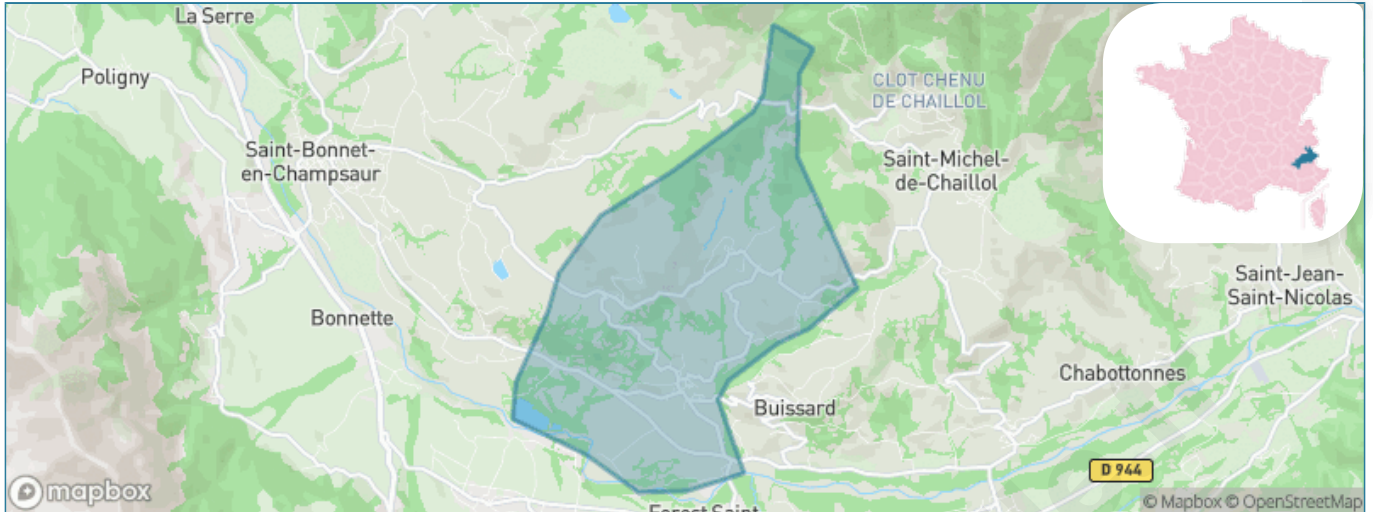 La Serre
Poligny
CLOT CHENU
DE CHAILLOL
Saint-Bonnet-
en-Champsaur
Saint-Michel-
de-Chaillol
Saint-Jean-
Saint-Nicolas
Bonnette
Chabottonnes
Buissard
D 944
mapbox
© Mapbox © OpenStreetMap
Forest Saint